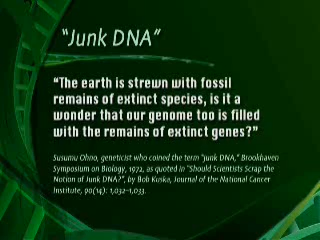 “Junk DNA”
“The earth is strewn with fossil
remains of extinct species, is it a
wonder that our genome too is filled
with the remains of extinct genes?”
Susumu Ohno, geneticist who coined the term “junk DNA,” Brookhaven
Symposium on Biology, 1972, as quoted in “Should Scientists Scrap the
Notion of Junk DNA?”, by Bob Kuska, Journal of the National Cancer
Institute, 90(14): 1,032–1,033.